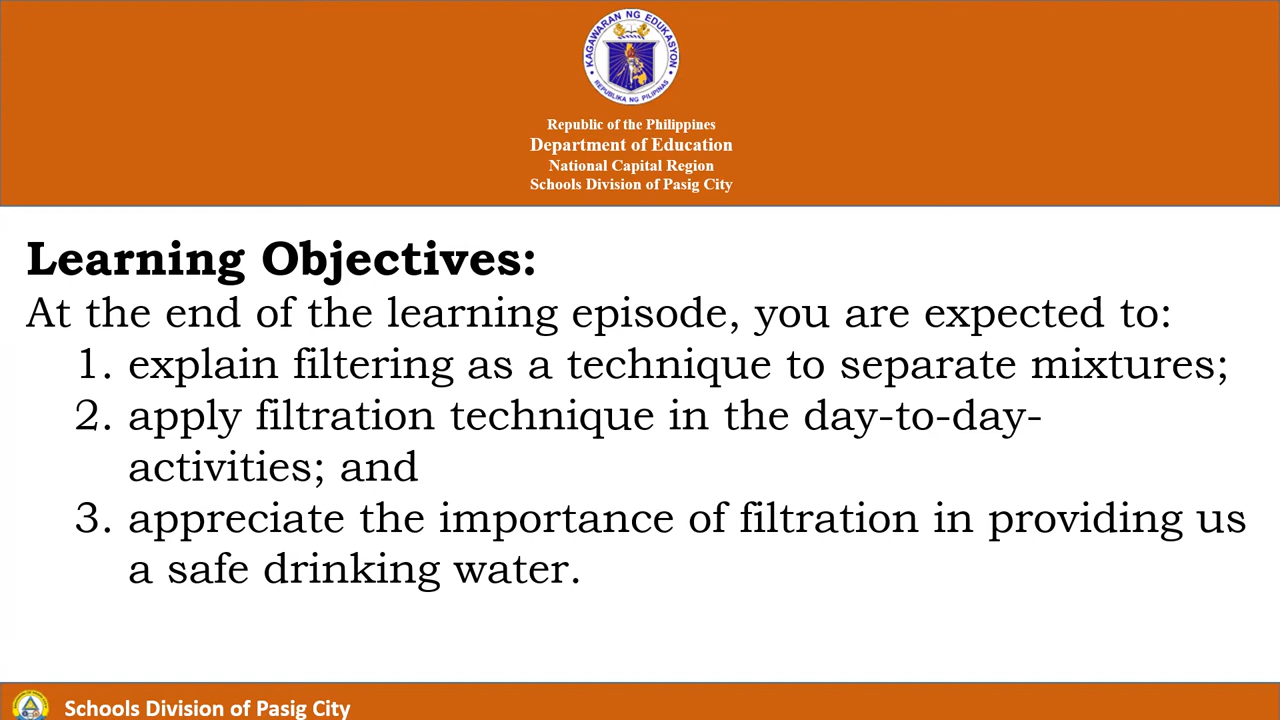 KAGAWARAN NG EDUKASYON
REPUBLIKA NG PILIPINAS
Republic of the Philippines
Department of Education
National Capital Region
Schools Division of Pasig City
Learning Objectives:
At the end of the learning episode, you are expected to:
1. explain filtering as a technique to separate mixtures;
2. apply filtration technique in the day-to-day-
activities; and
3. appreciate the importance of filtration in providing us
a safe drinking water.
Schools Division of Pasig City